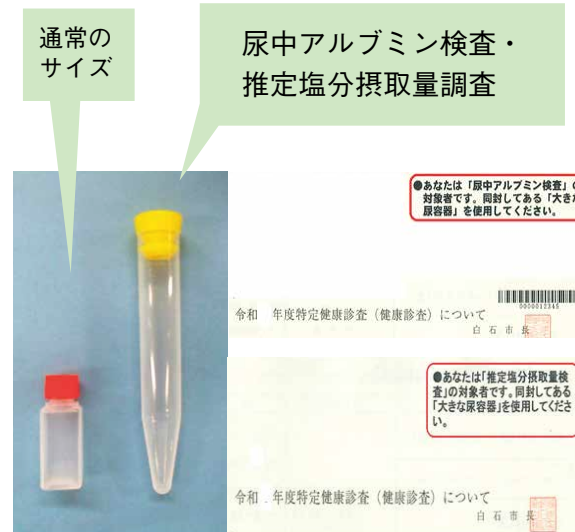 通常の
サイズ
尿中アルブミン検査・
推定塩分摂取量調査
●あなたは「尿中アルブミン検査」の
対象者です。同封してある「大きな
尿容器」を使用してください。
0000012345
令和　年度特定健康診査（健康診査）について
白石市長
●あなたは「推定塩分摂取量検
査」の対象者です。同封してある
「大きな尿容器」を使用してくださ
い。
令和　年度特定健康診査（健康診査）について
白石市長